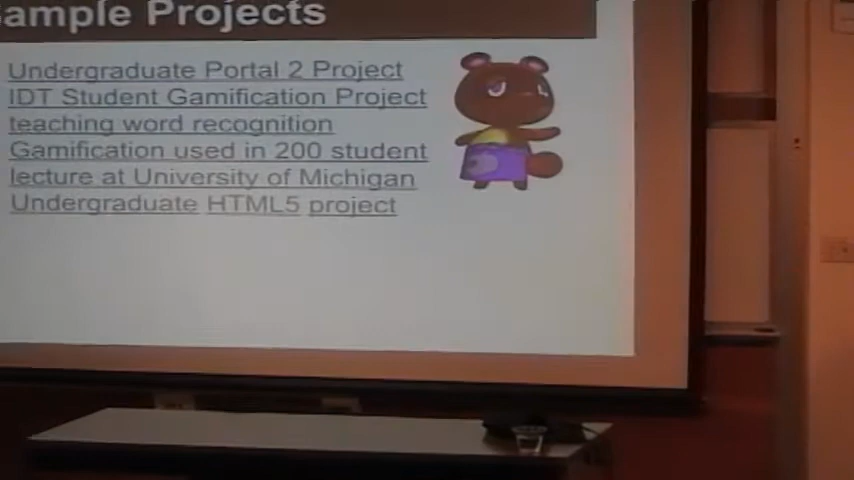 ample Projects
Undergraduate Portal 2 Project
IDT Student Gamification Project
teaching word recognition
Gamification used in 200 student
lecture at University of Michigan
Undergraduate HTML5 project